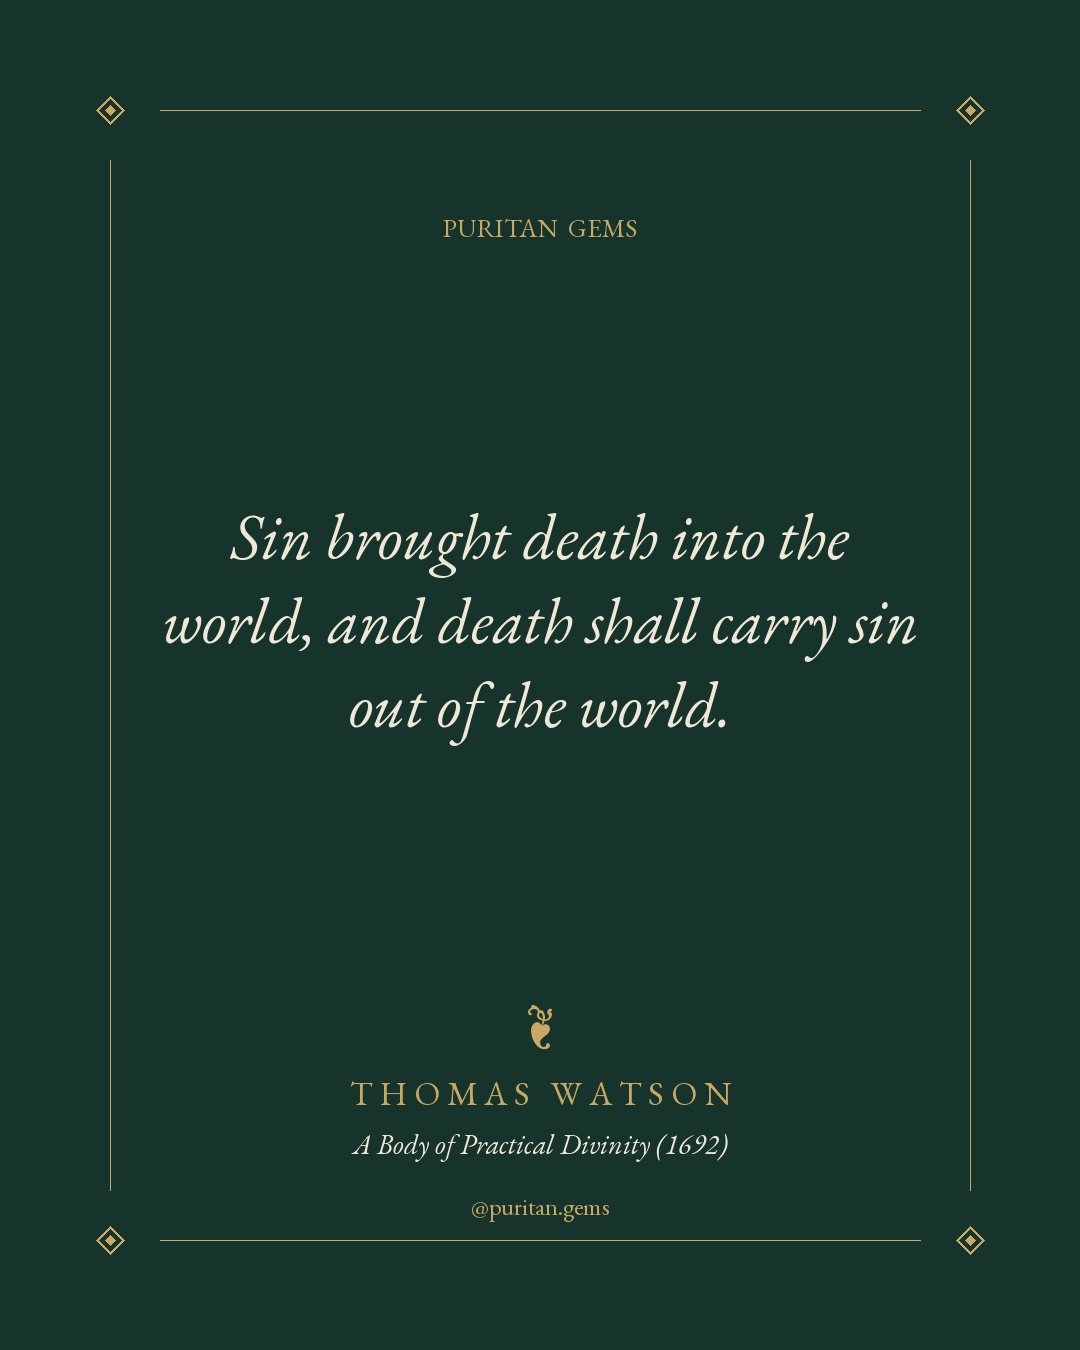 PURITAN GEMS
Sin brought death into the
world, and death shall carry sin
out of the world.
❦
THOMAS WATSON
A Body of Practical Divinity (1692)
@puritan.gems